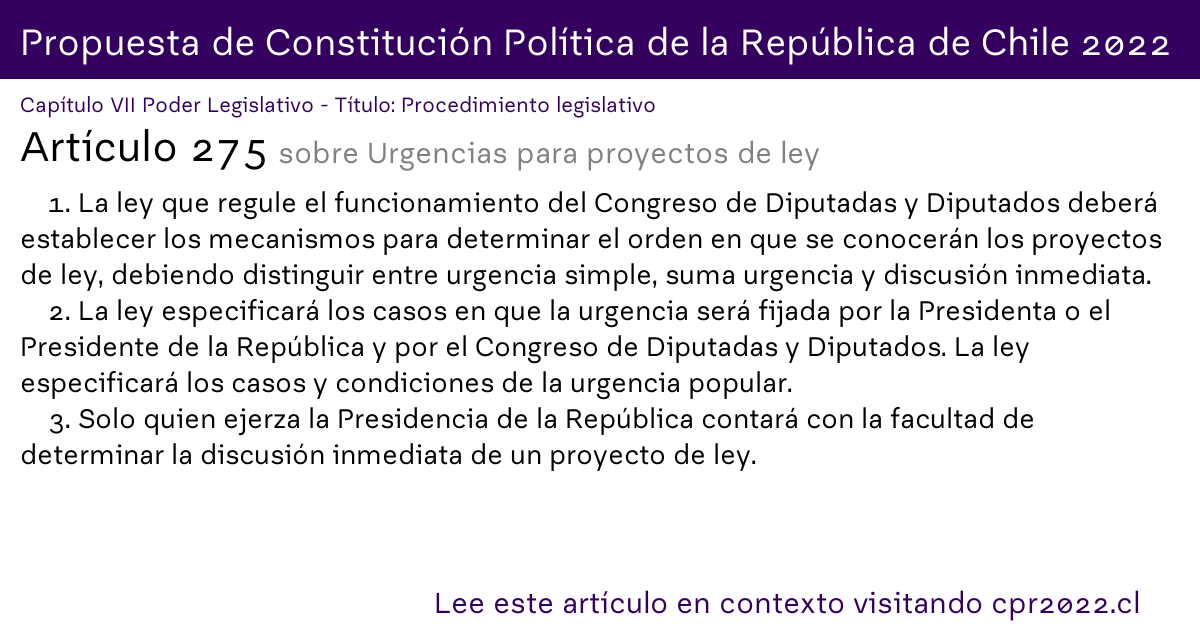 Propuesta de Constitución Política de la República de Chile 2022
Capítulo VII Poder Legislativo - Título: Procedimiento legislativo
Artículo 275 sobre Urgencias para proyectos de ley
1. La ley que regule el funcionamiento del Congreso de Diputadas y Diputados deberá
establecer los mecanismos para determinar el orden en que se conocerán los proyectos
de ley, debiendo distinguir entre urgencia simple, suma urgencia y discusión inmediata.
2. La ley especificará los casos en que la urgencia será fijada por la Presidenta o el
Presidente de la República y por el Congreso de Diputadas y Diputados. La ley
especificará los casos y condiciones de la urgencia popular.
3. Solo quien ejerza la Presidencia de la República contará con la facultad de
determinar la discusión inmediata de un proyecto de ley.
Lee este artículo en contexto visitando cpr2022.cl